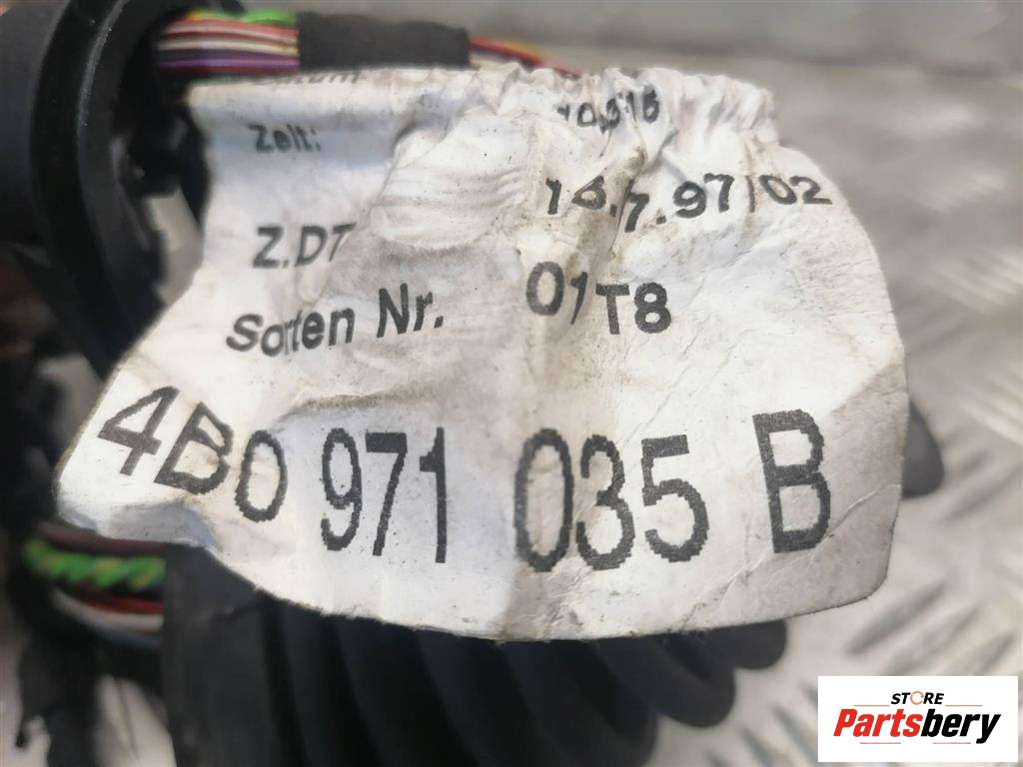 Zeit:
16.7.97/02
Z.DT
01T8
Sorten Nr.
4B0 971 035 B
STORE
Partsbery